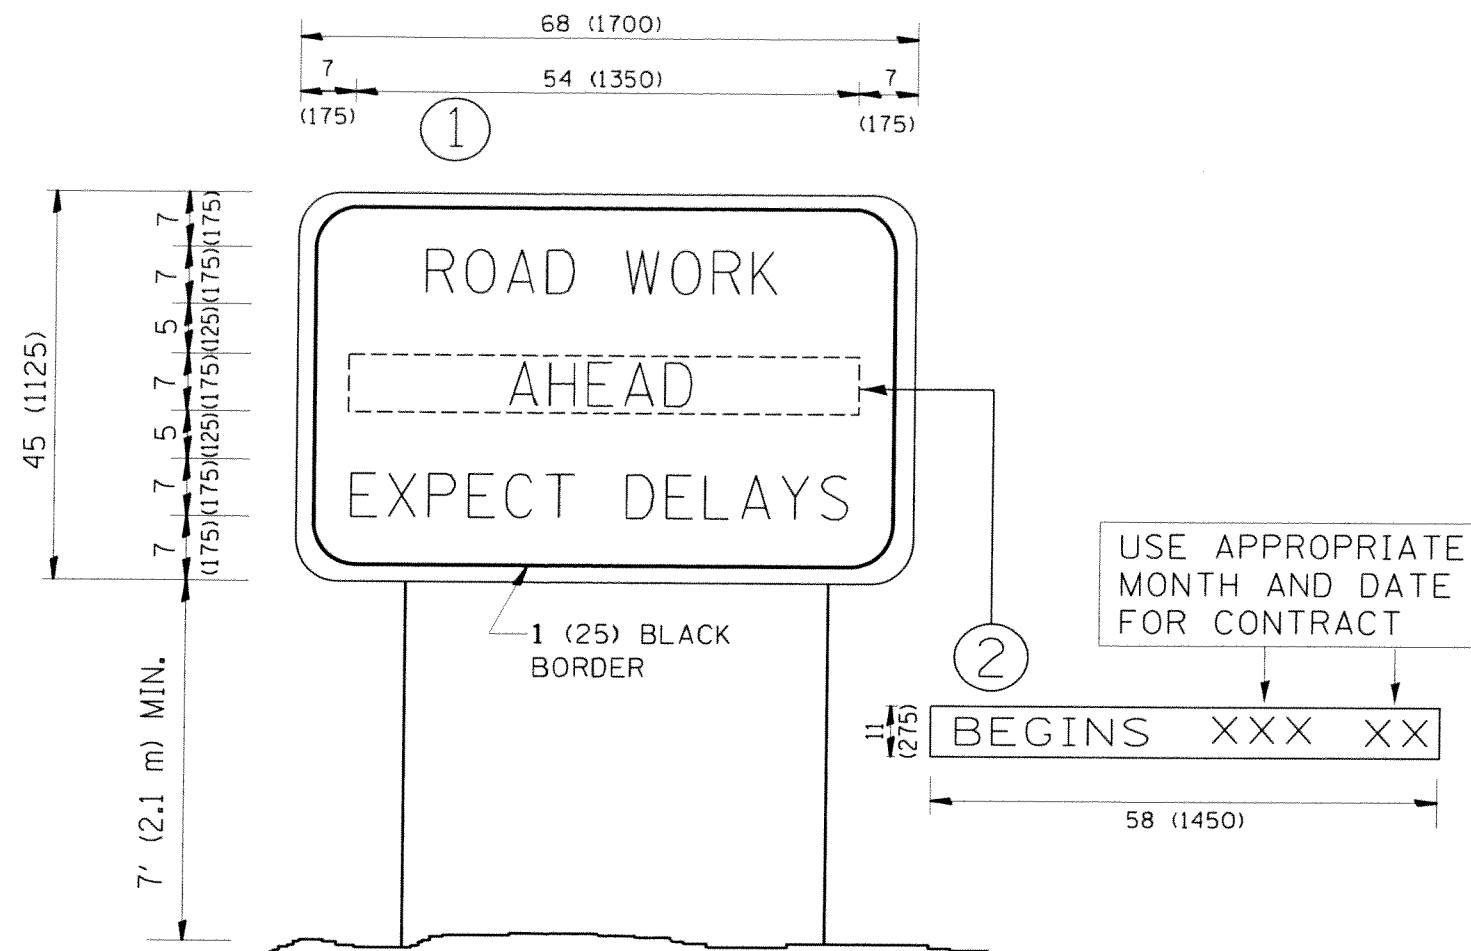 68 (1700)
7
54 (1350)
7
(175)
(175)
1
45 (1125)
7
(175)
7
(175)
5
(125)
7
(175)
5
(125)
7
(175)
7
(175)
ROAD WORK
AHEAD
EXPECT DELAYS
1 (25) BLACK
BORDER
7' (2.1 m) MIN.
USE APPROPRIATE
MONTH AND DATE
FOR CONTRACT
2
11
(275)
BEGINS XXX XX
58 (1450)